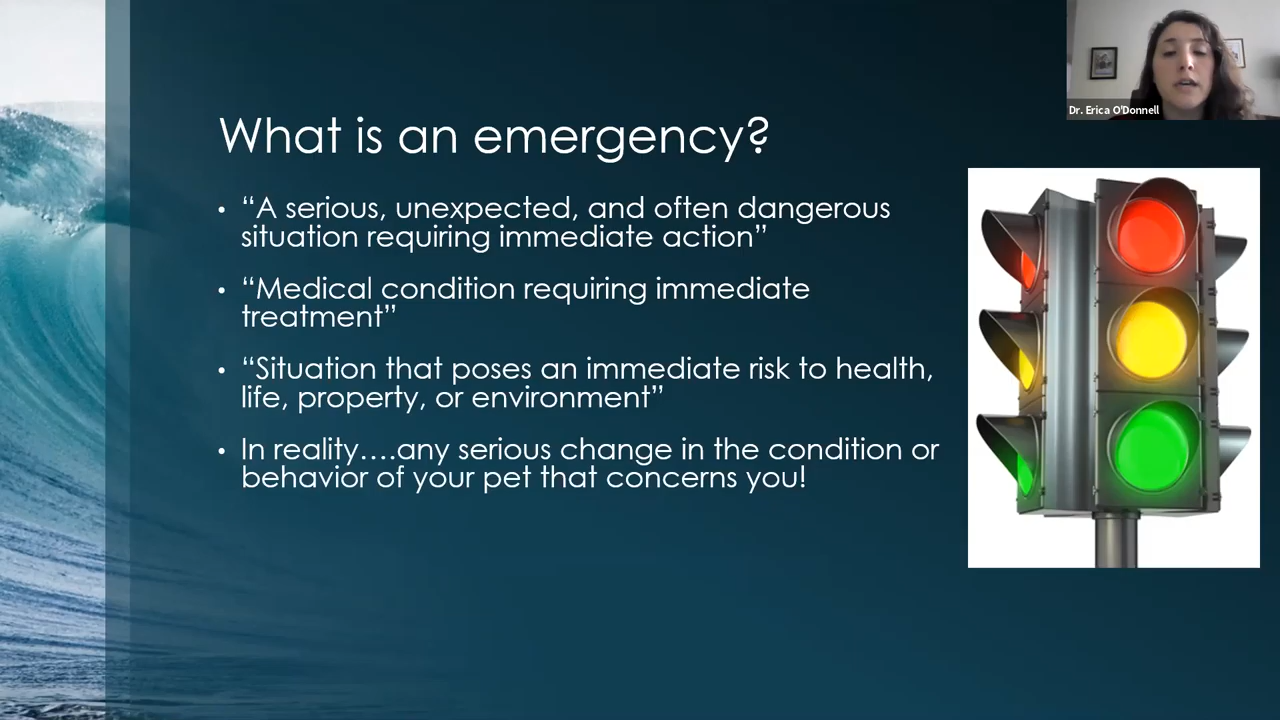 Dr. Erica O'Donnell
What is an emergency?
• “A serious, unexpected, and often dangerous
situation requiring immediate action”
• “Medical condition requiring immediate
treatment”
• “Situation that poses an immediate risk to health,
life, property, or environment”
• In reality….any serious change in the condition or
behavior of your pet that concerns you!